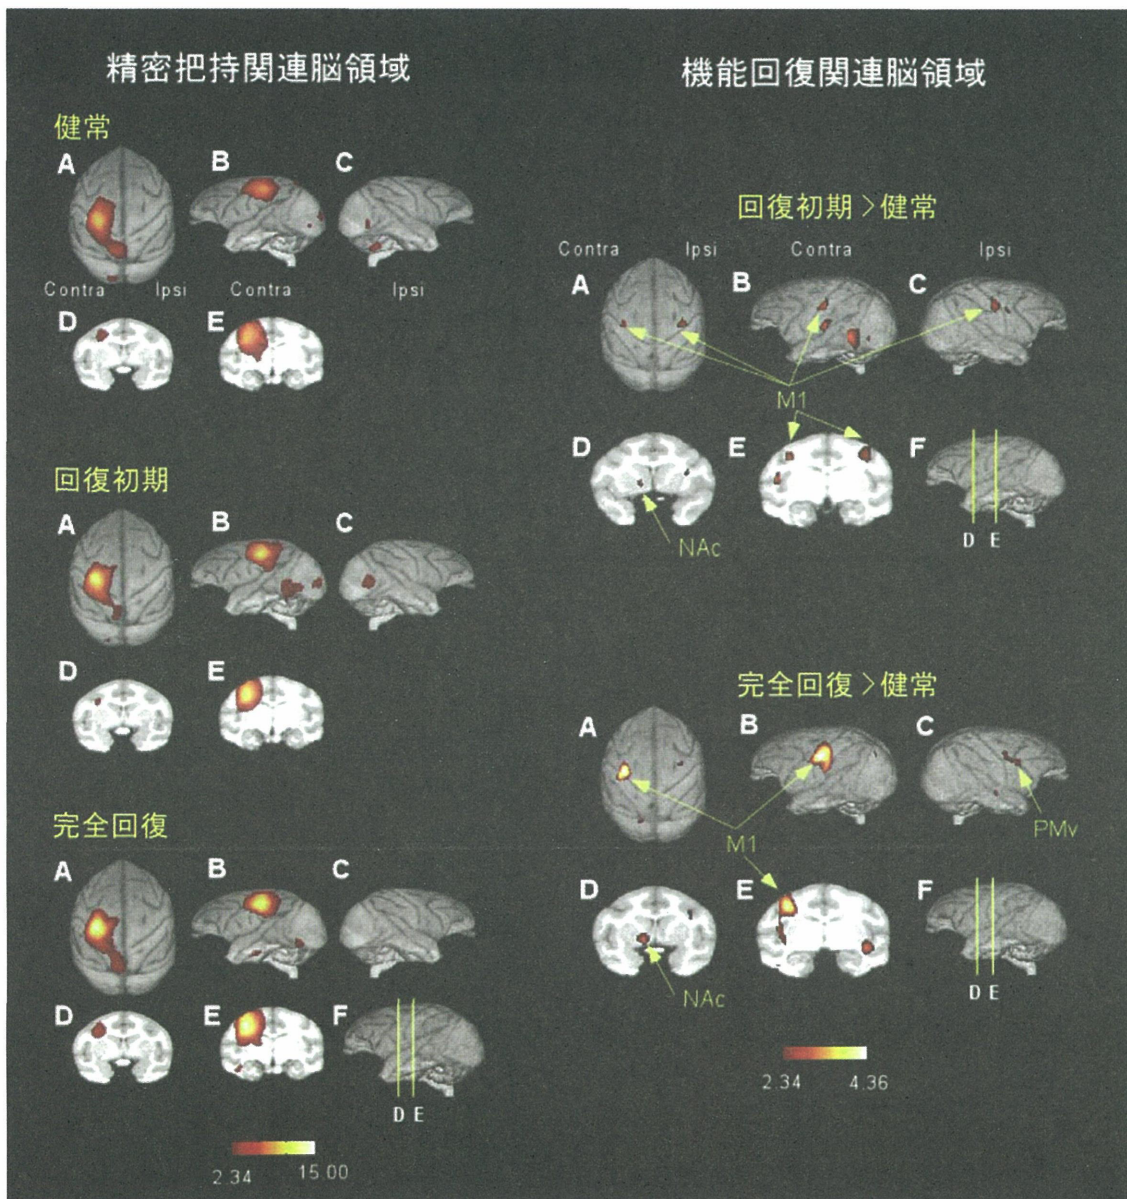 精密把持関連脳領域
健常
A B C
Contra Ipsi Contra Ipsi
D E
回復初期
A B C
D E
完全回復
A B C
D E F
D E
2.34 15.00
機能回復関連脳領域
回復初期＞健常
Contra Ipsi Contra Ipsi
A B C
M1
D E F
NAc
D E
完全回復＞健常
A B C
M1
PMv
D E F
NAc
D E
2.34 4.36